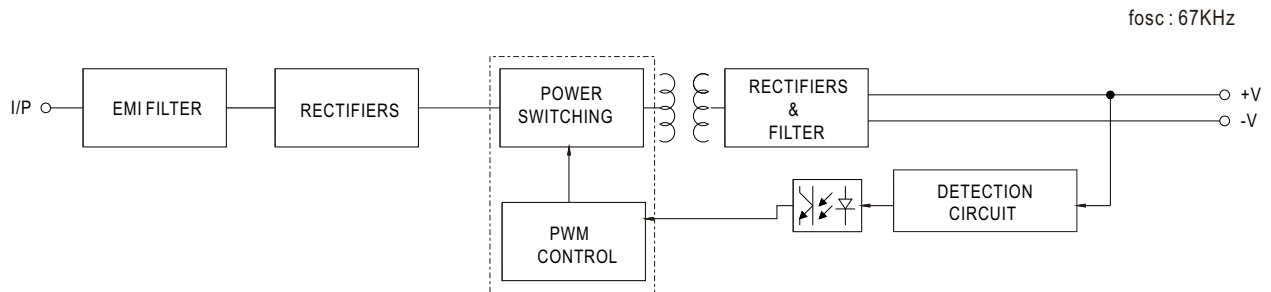 fosc : 67KHz
I/P
EMI FILTER
RECTIFIERS
POWER
SWITCHING
RECTIFIERS
&
FILTER
+V
-V
DETECTION
CIRCUIT
PWM
CONTROL